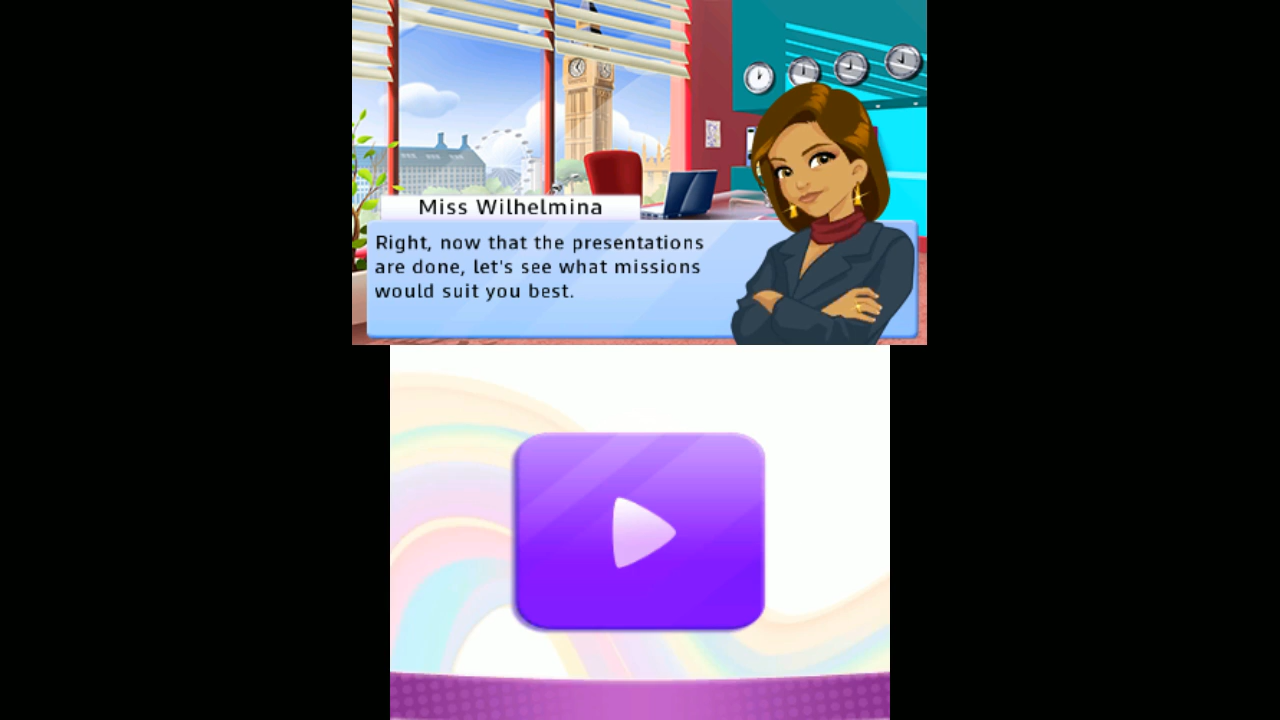 Miss Wilhelmina
Right, now that the presentations
are done, let's see what missions
would suit you best.